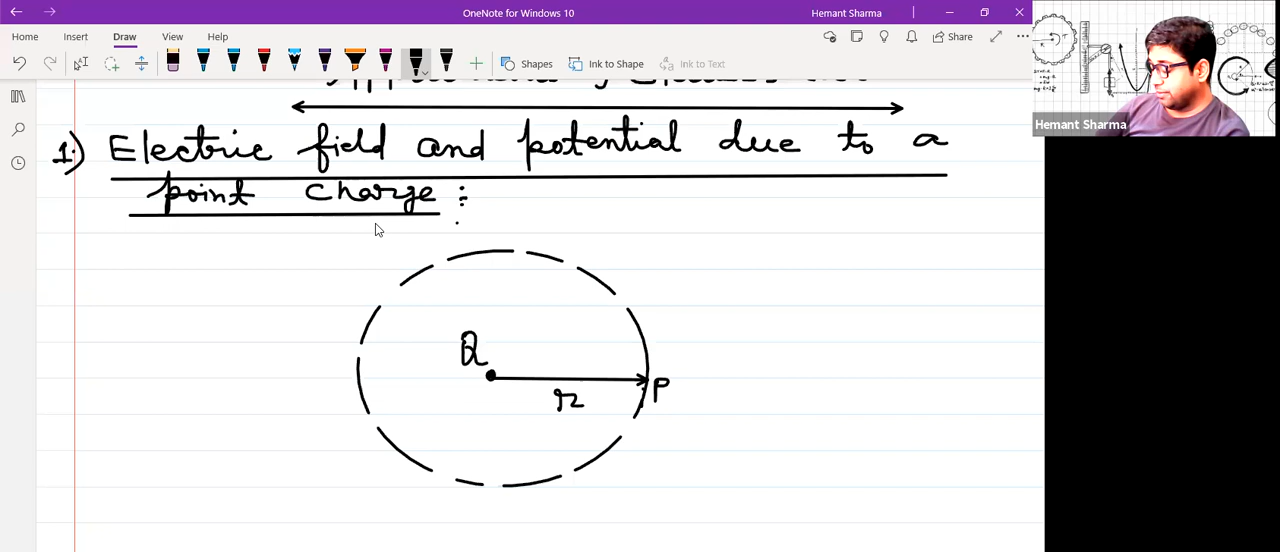 OneNote for Windows 10
Hemant Sharma
Home Insert Draw View Help
Share
Shapes Ink to Shape Ink to Text
Hemant Sharma
1.) Electric field and potential due to a
point charge :
Q
r
P